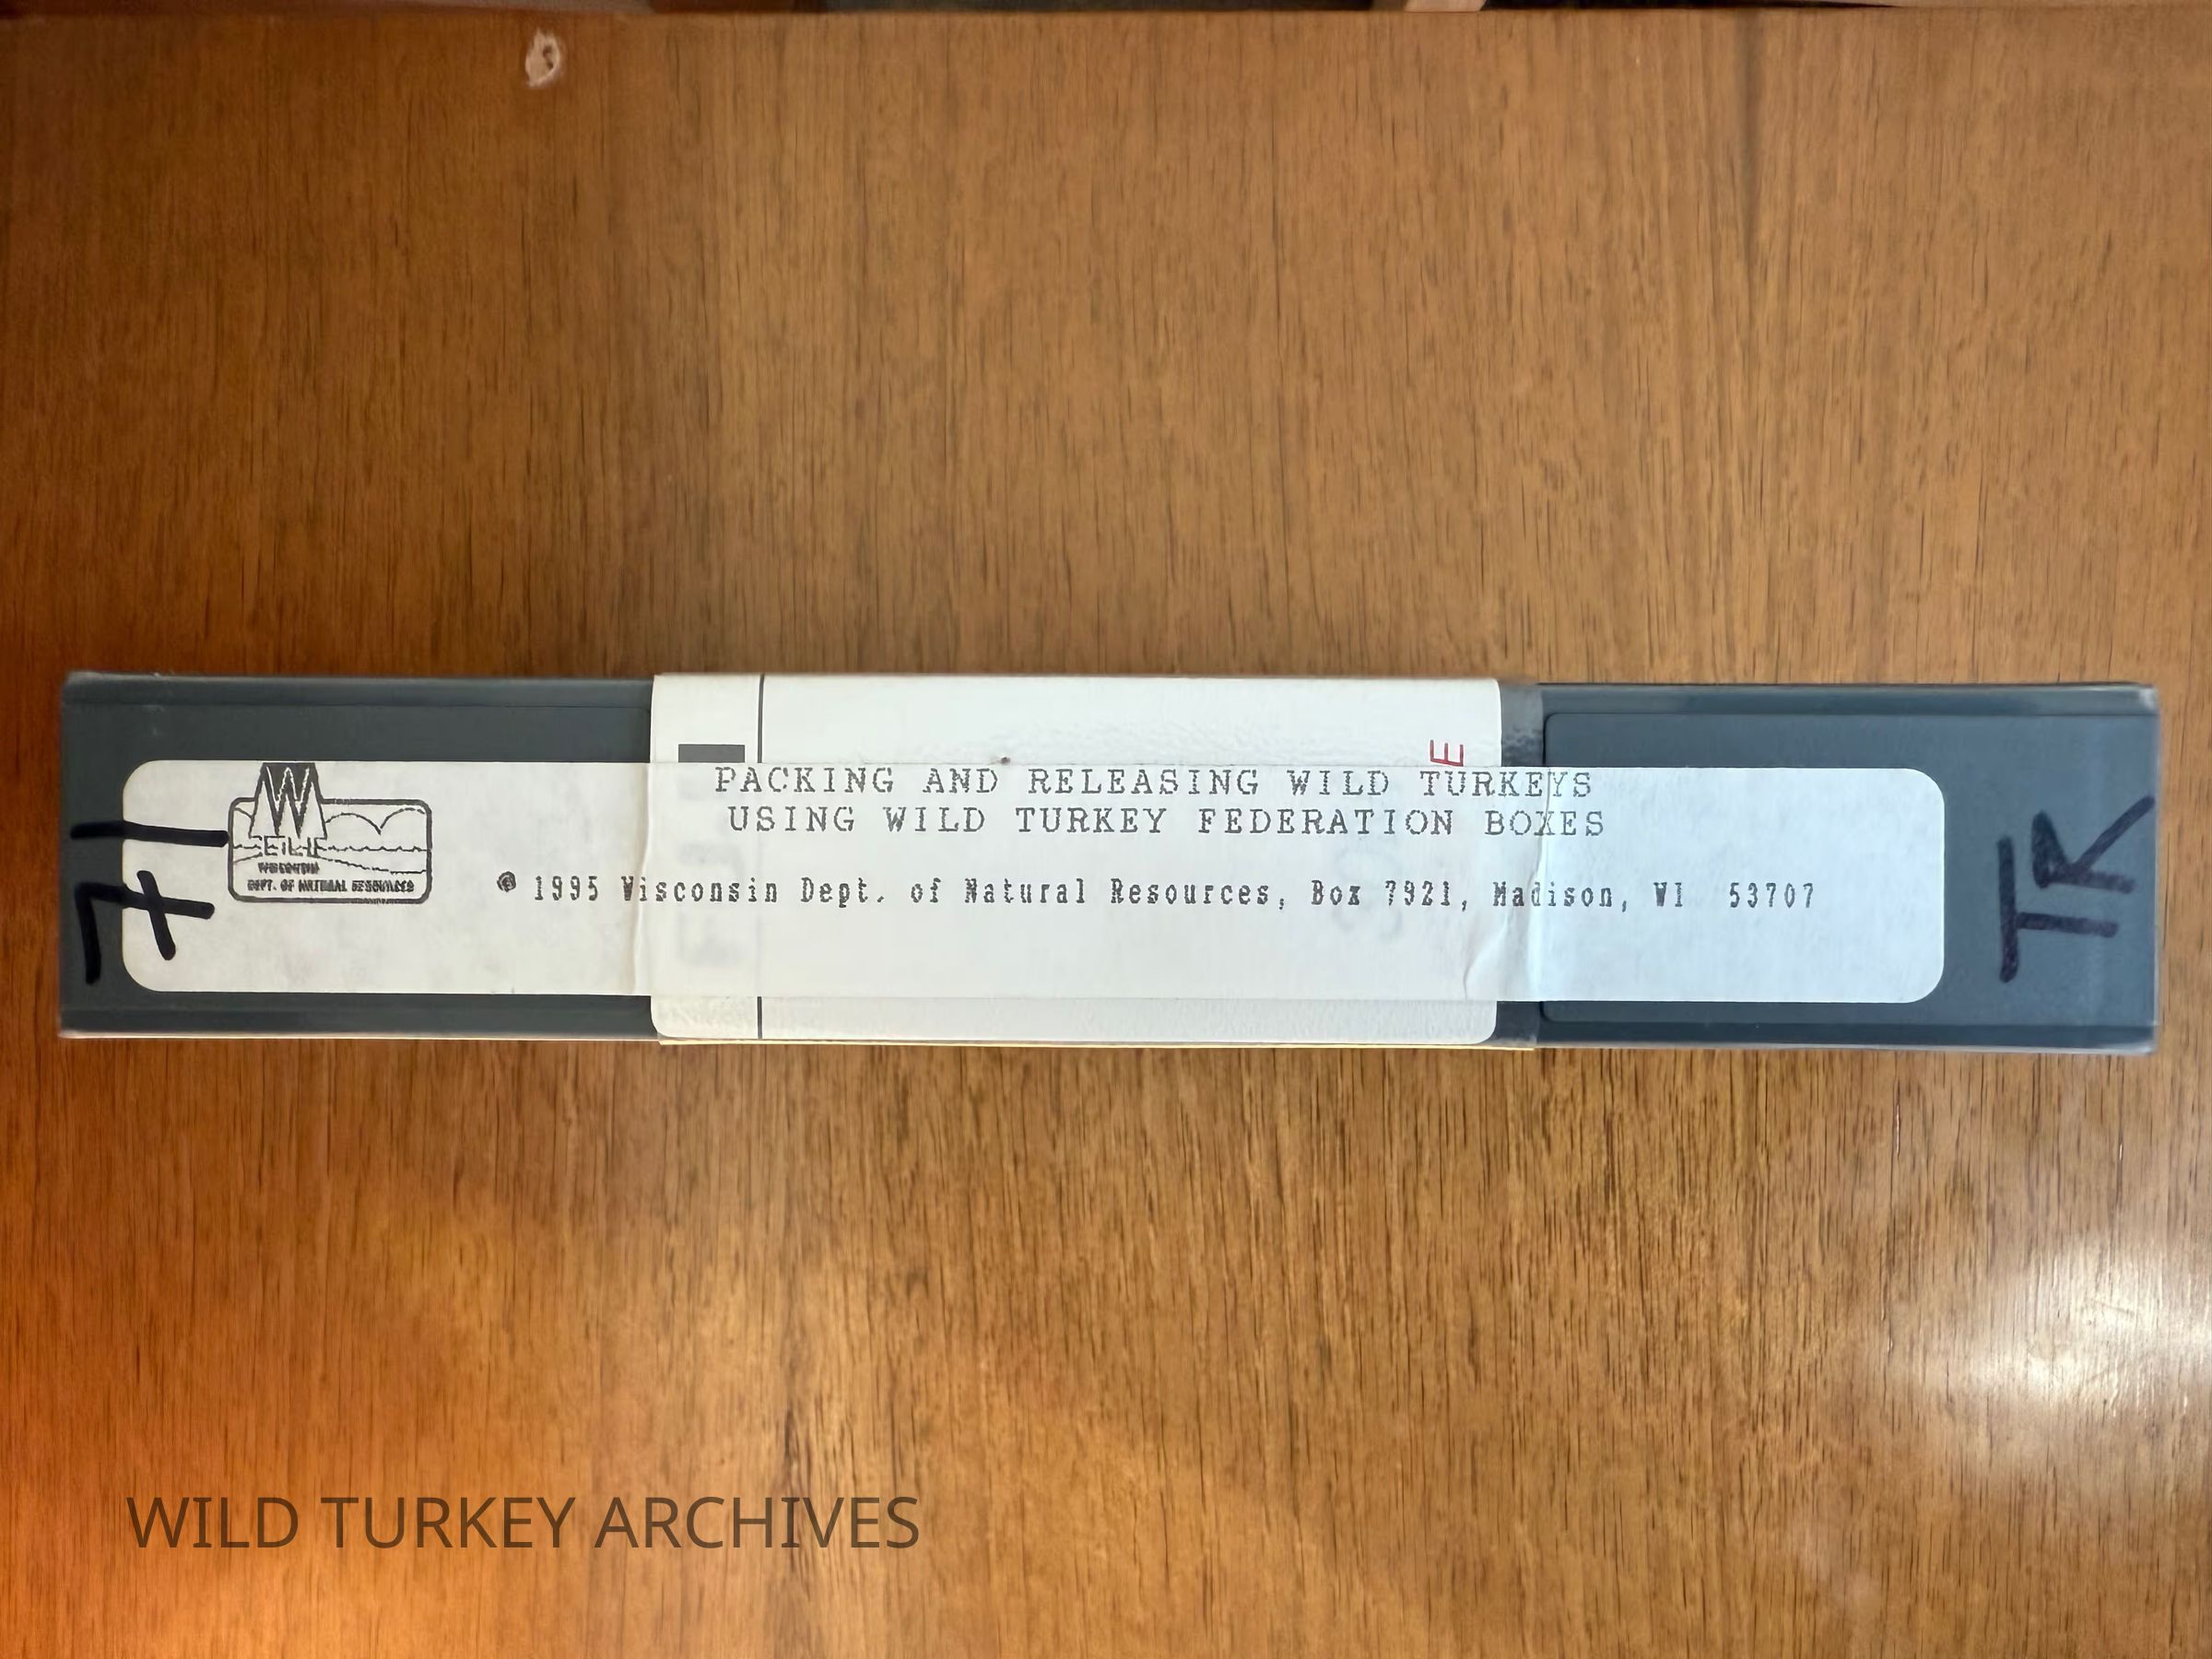 PACKING AND RELEASING WILD TURKEYS
USING WILD TURKEY FEDERATION BOXES
© 1995 Wisconsin Dept. of Natural Resources, Box 7921, Madison, WI 53707
W
WISCONSIN
DEPT. OF NATURAL RESOURCES
E
TR
WILD TURKEY ARCHIVES